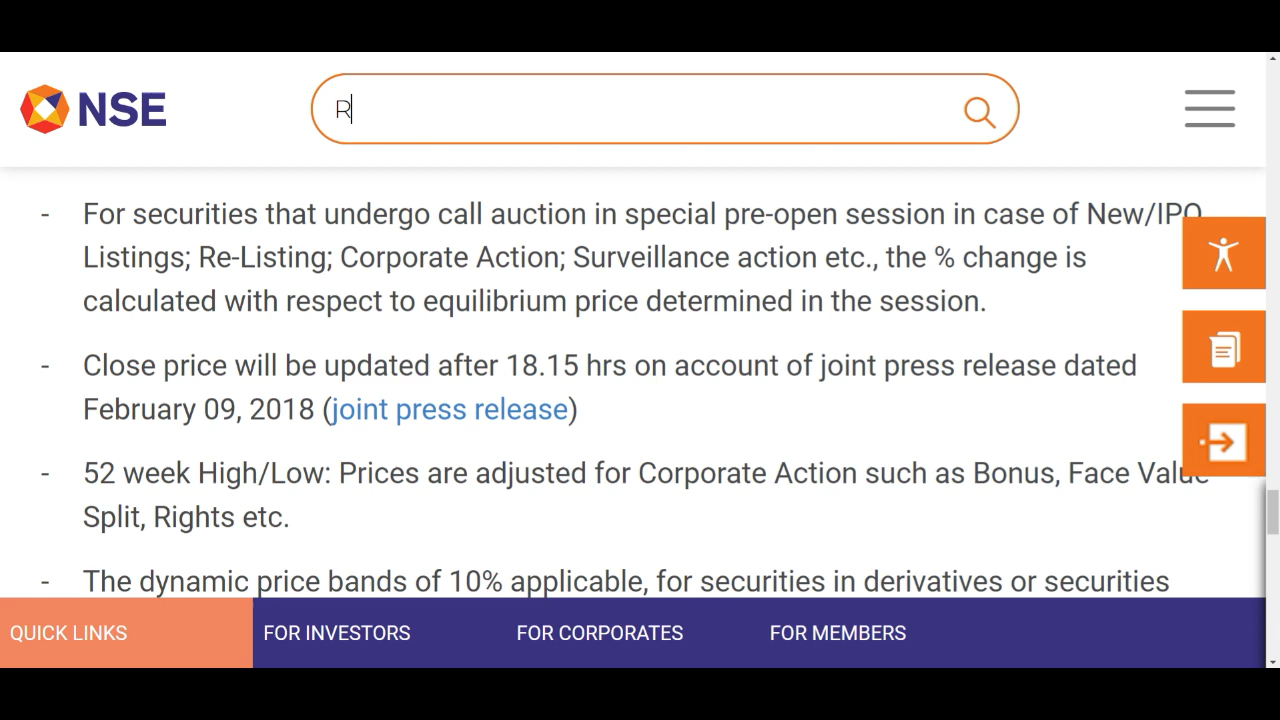 NSE
R
- For securities that undergo call auction in special pre-open session in case of New/IPO
Listings; Re-Listing; Corporate Action; Surveillance action etc., the % change is
calculated with respect to equilibrium price determined in the session.
- Close price will be updated after 18.15 hrs on account of joint press release dated
February 09, 2018 (joint press release)
- 52 week High/Low: Prices are adjusted for Corporate Action such as Bonus, Face Value
Split, Rights etc.
- The dynamic price bands of 10% applicable, for securities in derivatives or securities
QUICK LINKS FOR INVESTORS FOR CORPORATES FOR MEMBERS